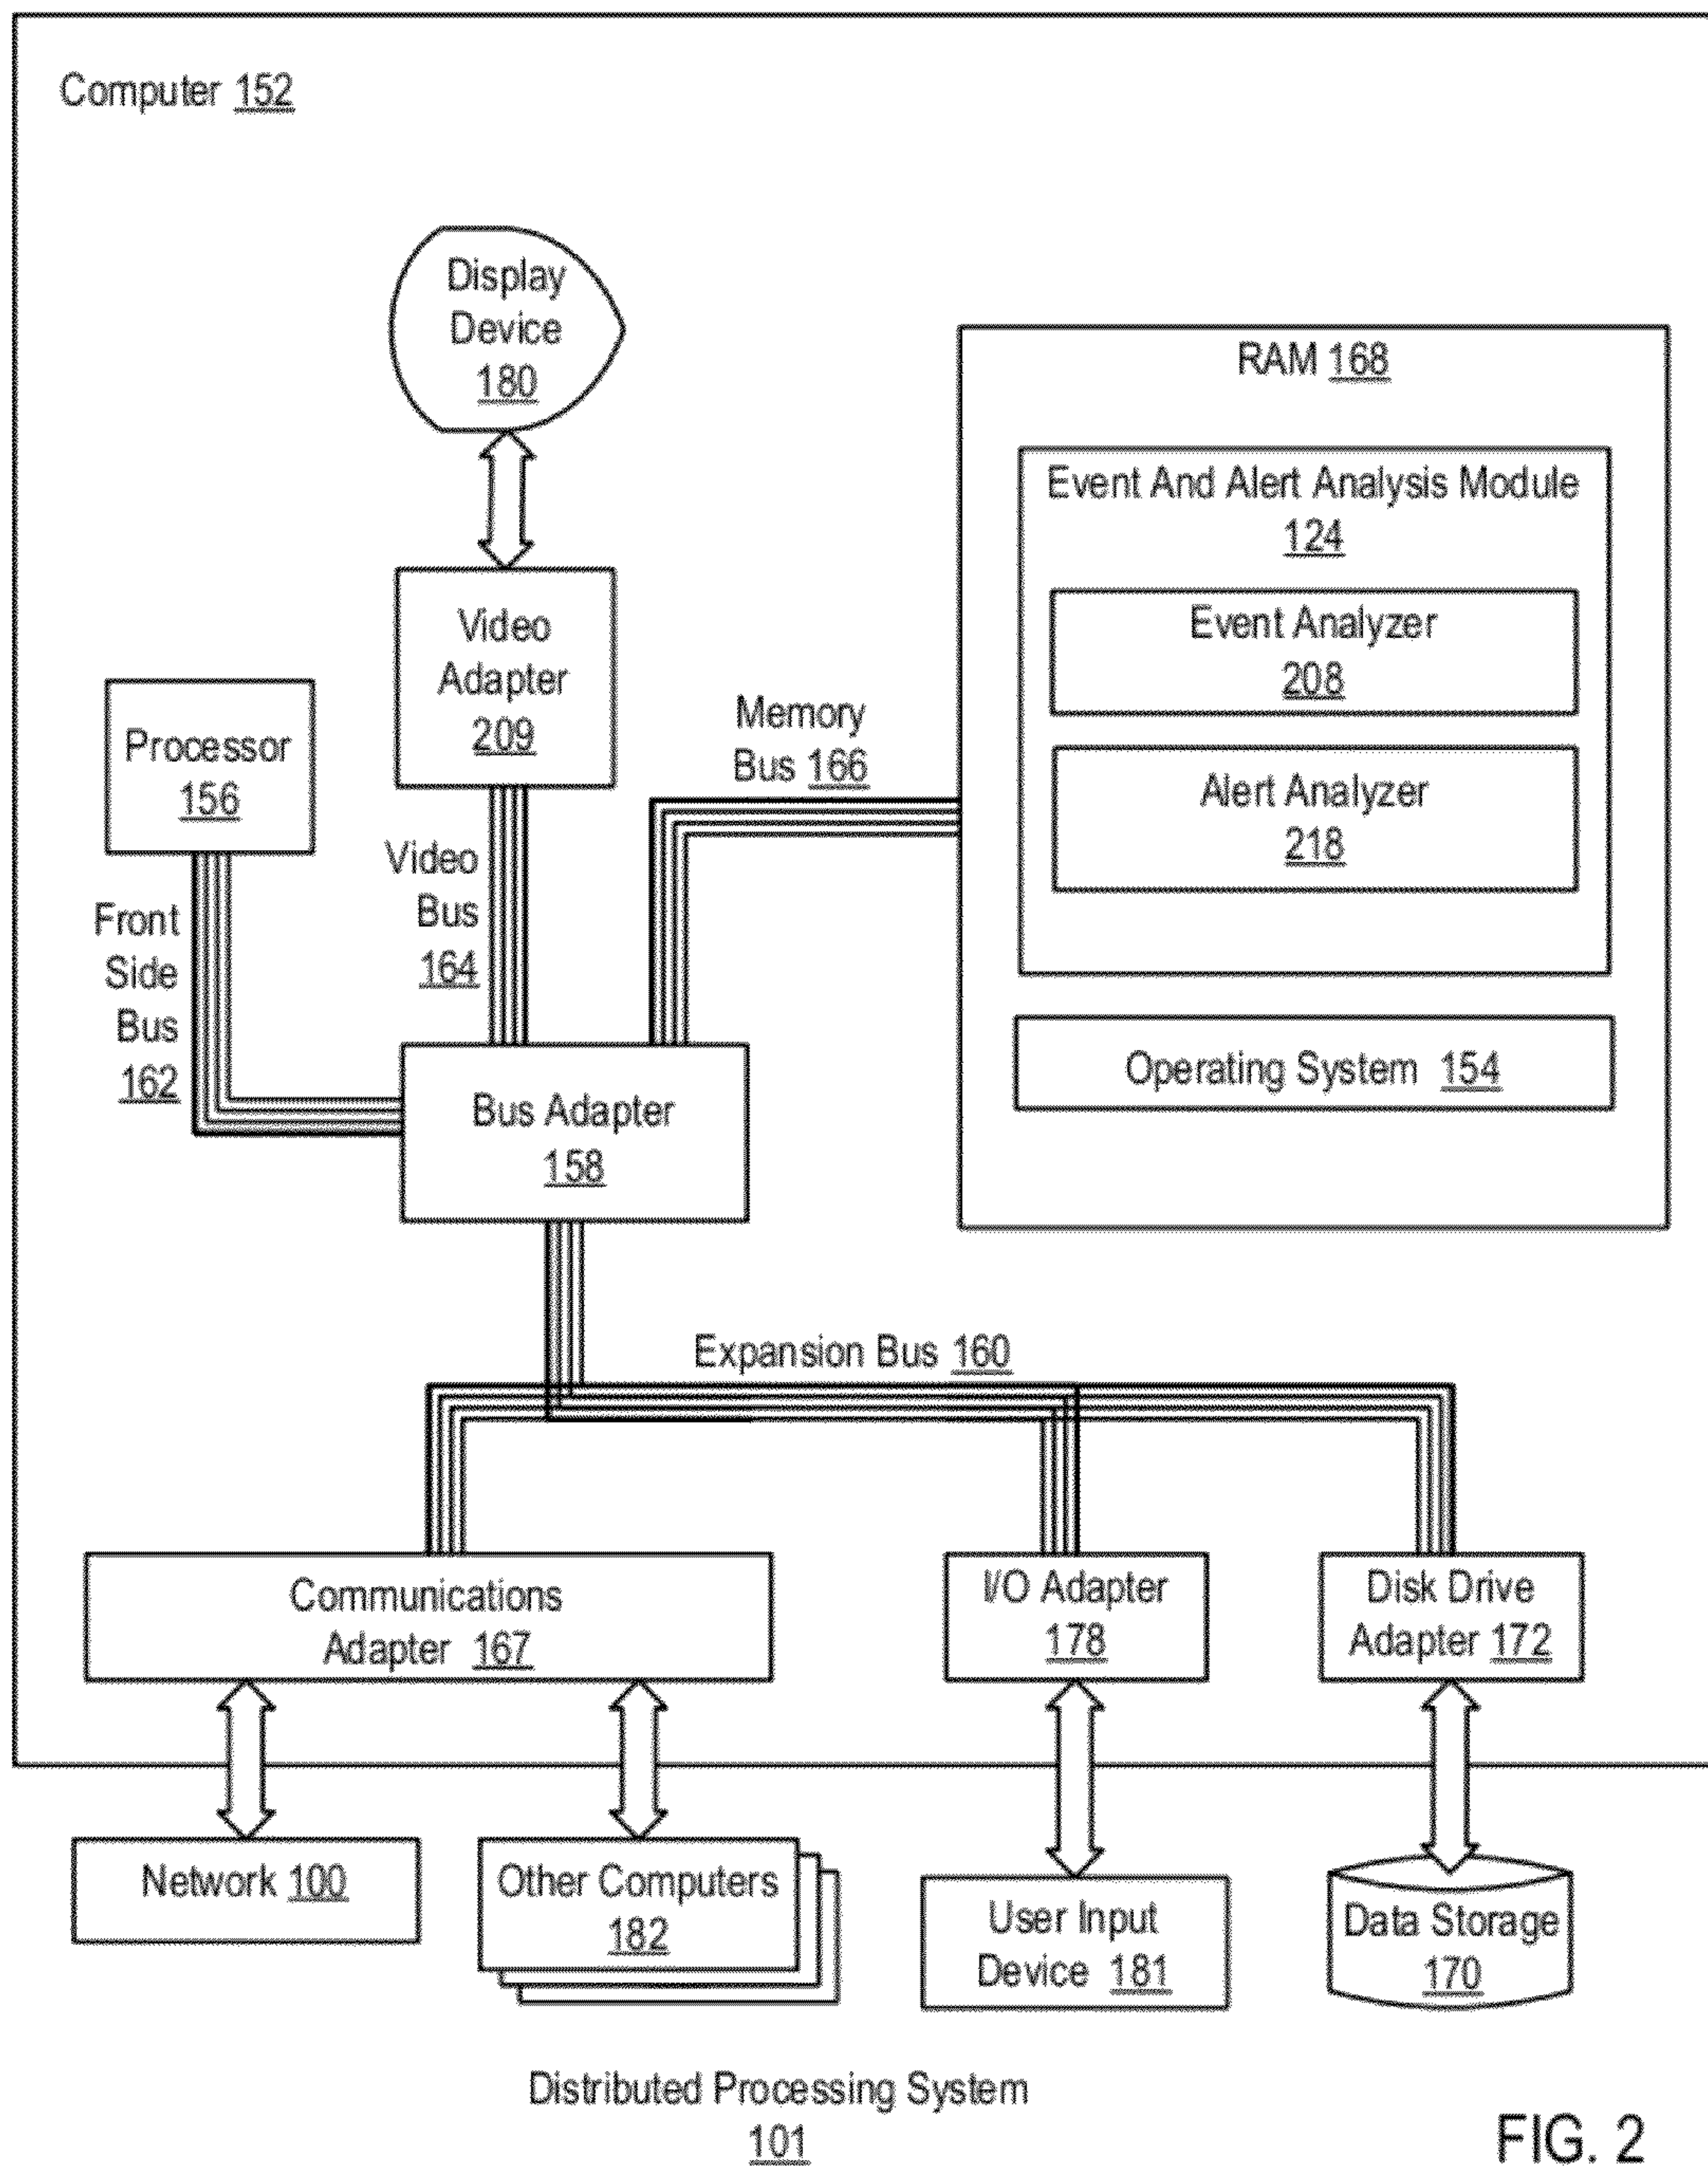 Computer 152
Display
Device
180
RAM 168
Event And Alert Analysis Module
124
Event Analyzer
208
Alert Analyzer
218
Operating System 154
Video
Adapter
209
Processor
156
Memory
Bus 166
Video
Bus
164
Front
Side
Bus
162
Bus Adapter
158
Expansion Bus 160
Communications
Adapter 167
I/O Adapter
178
Disk Drive
Adapter 172
Network 100
Other Computers
182
User Input
Device 181
Data Storage
170
Distributed Processing System
101
FIG. 2